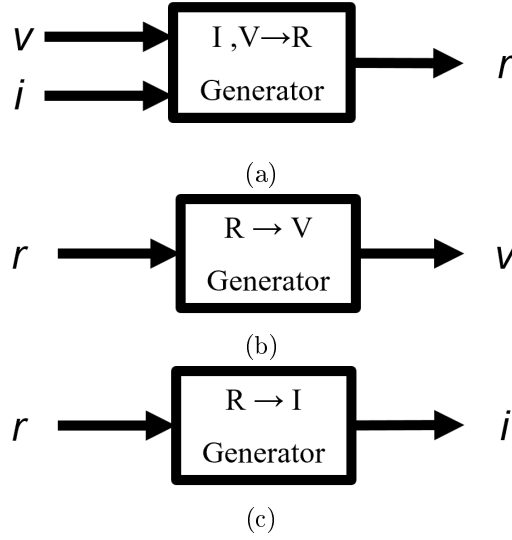 v
i
I ,V→R
Generator
r
(a)
r
R → V
Generator
v
(b)
r
R → I
Generator
i
(c)